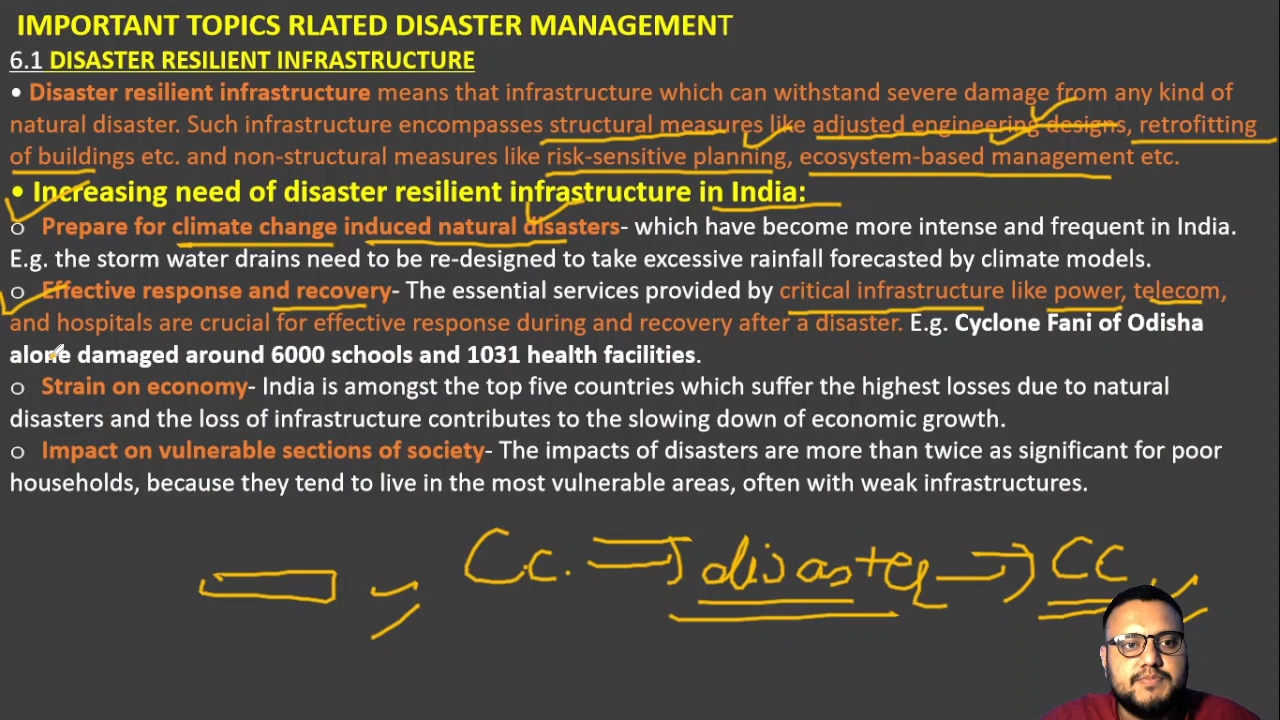 IMPORTANT TOPICS RLATED DISASTER MANAGEMENT
6.1 DISASTER RESILIENT INFRASTRUCTURE
• Disaster resilient infrastructure means that infrastructure which can withstand severe damage from any kind of
natural disaster. Such infrastructure encompasses structural measures like adjusted engineering designs, retrofitting
of buildings etc. and non-structural measures like risk-sensitive planning, ecosystem-based management etc.
• Increasing need of disaster resilient infrastructure in India:
o Prepare for climate change induced natural disasters- which have become more intense and frequent in India.
E.g. the storm water drains need to be re-designed to take excessive rainfall forecasted by climate models.
o Effective response and recovery- The essential services provided by critical infrastructure like power, telecom,
and hospitals are crucial for effective response during and recovery after a disaster. E.g. Cyclone Fani of Odisha
alone damaged around 6000 schools and 1031 health facilities.
o Strain on economy- India is amongst the top five countries which suffer the highest losses due to natural
disasters and the loss of infrastructure contributes to the slowing down of economic growth.
o Impact on vulnerable sections of society- The impacts of disasters are more than twice as significant for poor
households, because they tend to live in the most vulnerable areas, often with weak infrastructures.
C.C. ⇒ disaster → CC